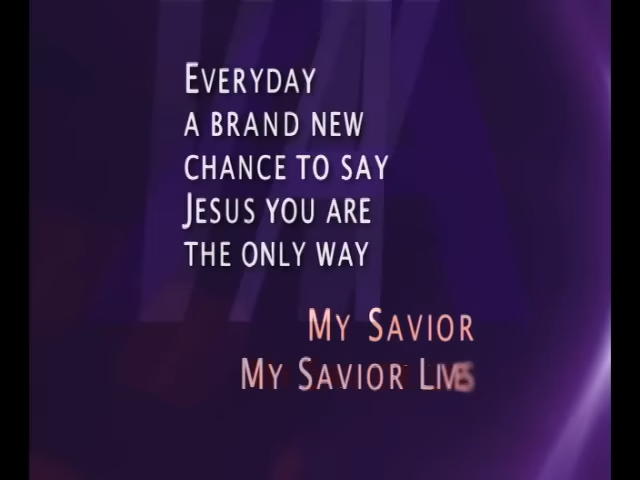 EVERYDAY
A BRAND NEW
CHANCE TO SAY
JESUS YOU ARE
THE ONLY WAY
MY SAVIOR
MY SAVIOR LIVES